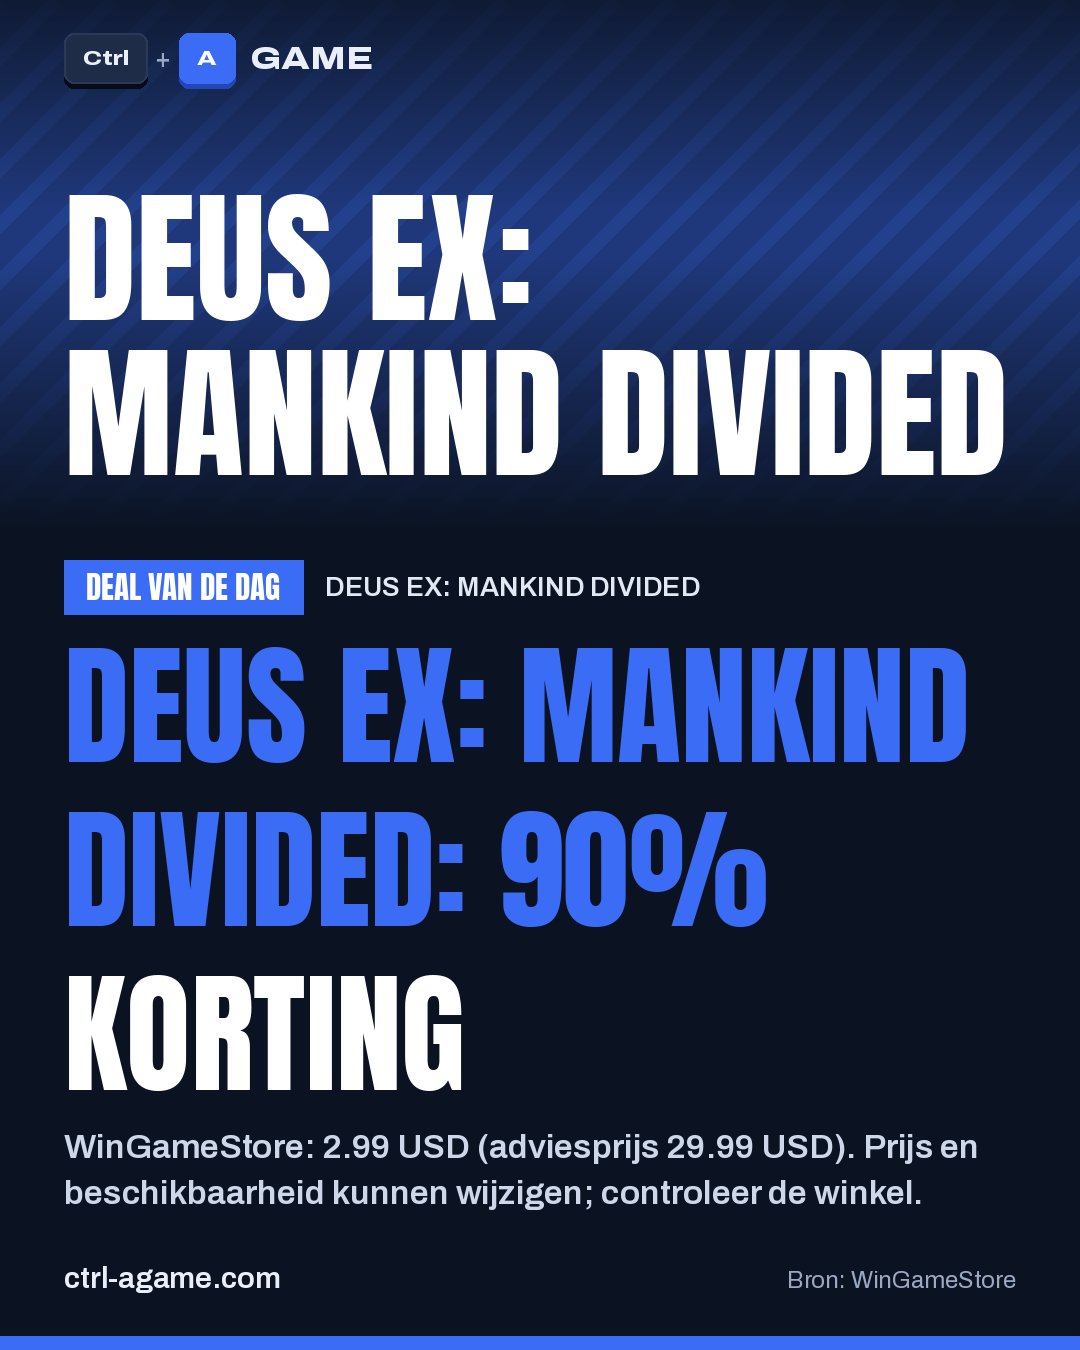 Ctrl + A GAME
DEUS EX:
MANKIND DIVIDED
DEAL VAN DE DAG DEUS EX: MANKIND DIVIDED
DEUS EX: MANKIND
DIVIDED: 90%
KORTING
WinGameStore: 2.99 USD (adviesprijs 29.99 USD). Prijs en
beschikbaarheid kunnen wijzigen; controleer de winkel.
ctrl-agame.com
Bron: WinGameStore